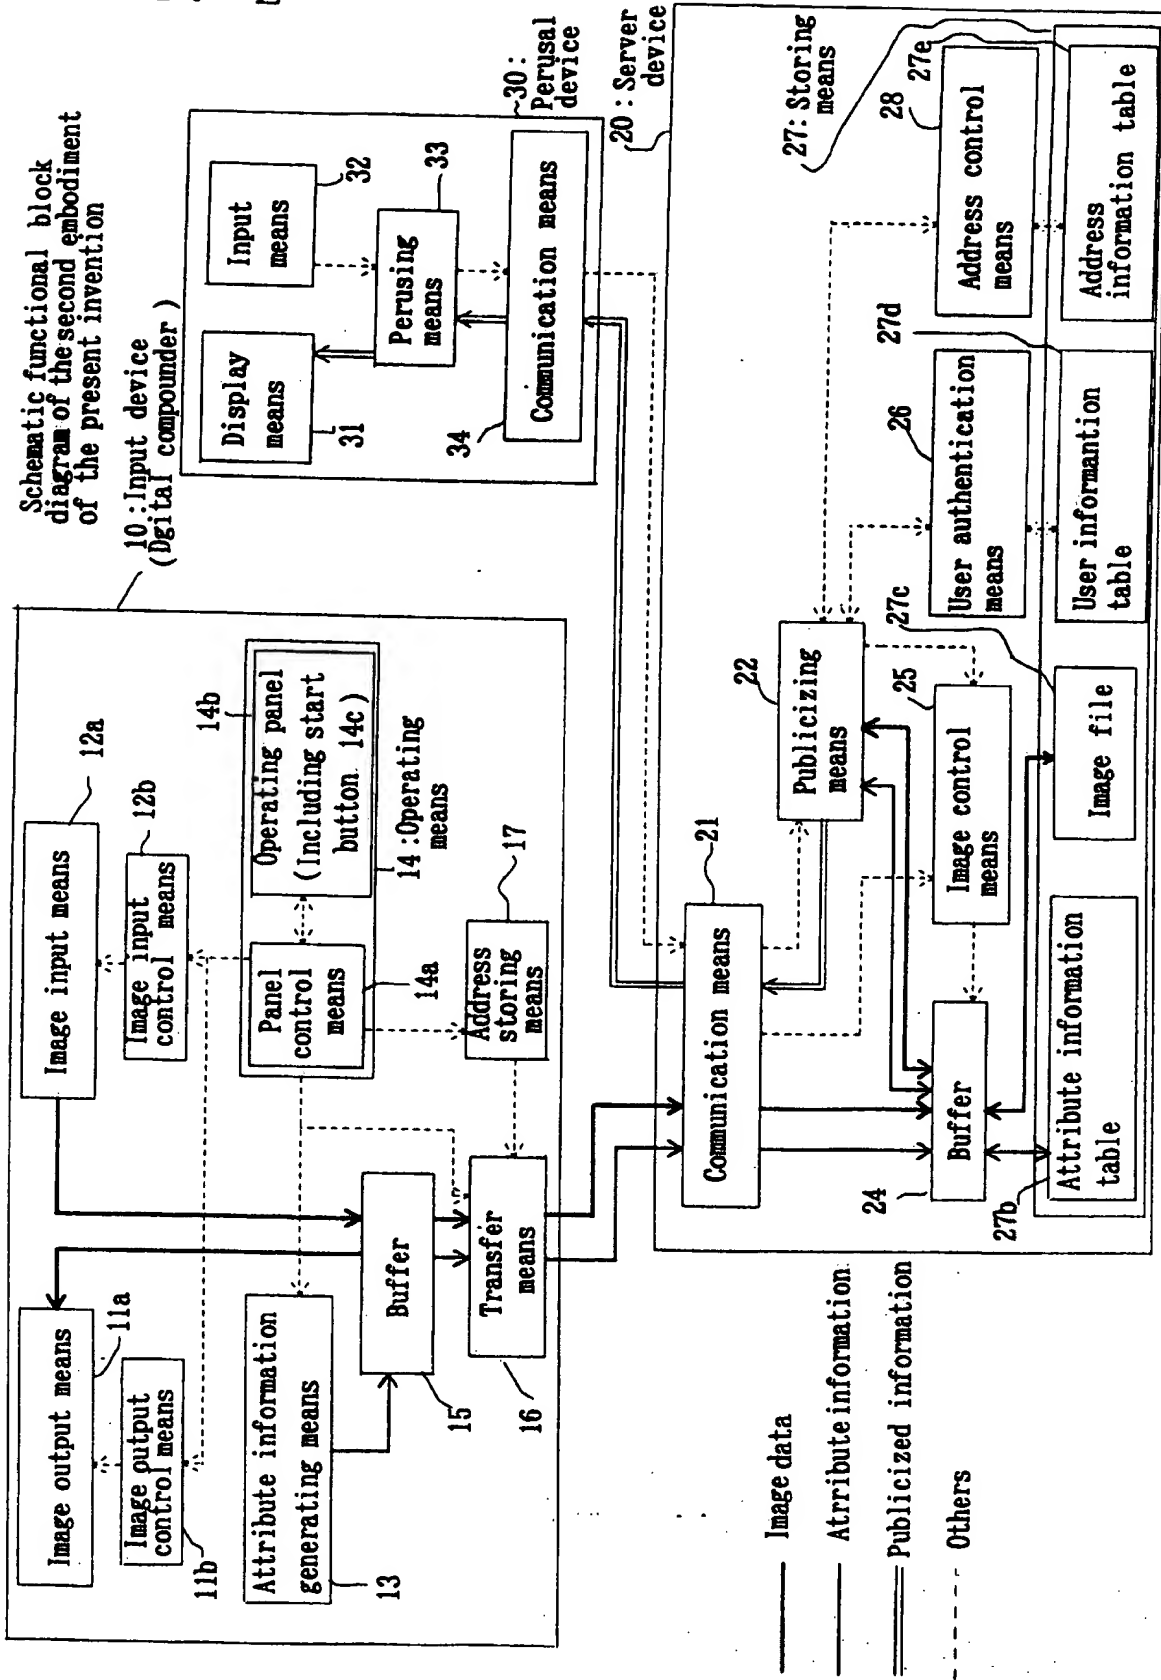 Schematic functional block
diagram of the second embodiment
of the present invention
10 : Input device
(Dgital compounder )
Image output means
11a
Image output
control means
11b
Image input means
12a
Image input
control means
12b
Attribute information
generating means
13
Panel
control
means
14a
Operating panel
(Including start
button 14c)
14b
14 : Operating
means
Buffer
15
Transfer
means
16
Address
storing
means
17
30 :
Perusal
device
Display
means
31
Input
means
32
Perusing
means
33
Communication means
34
20 : Server
device
Communication means
21
Publicizing
means
22
Buffer
24
Image control
means
25
User authentication
means
26
Address control
means
28
27 : Storing
means
Attribute information
table
27b
Image file
27c
User informantion
table
27d
Address
information table
27e
Image data
Atrribute information
Publicized information
Others